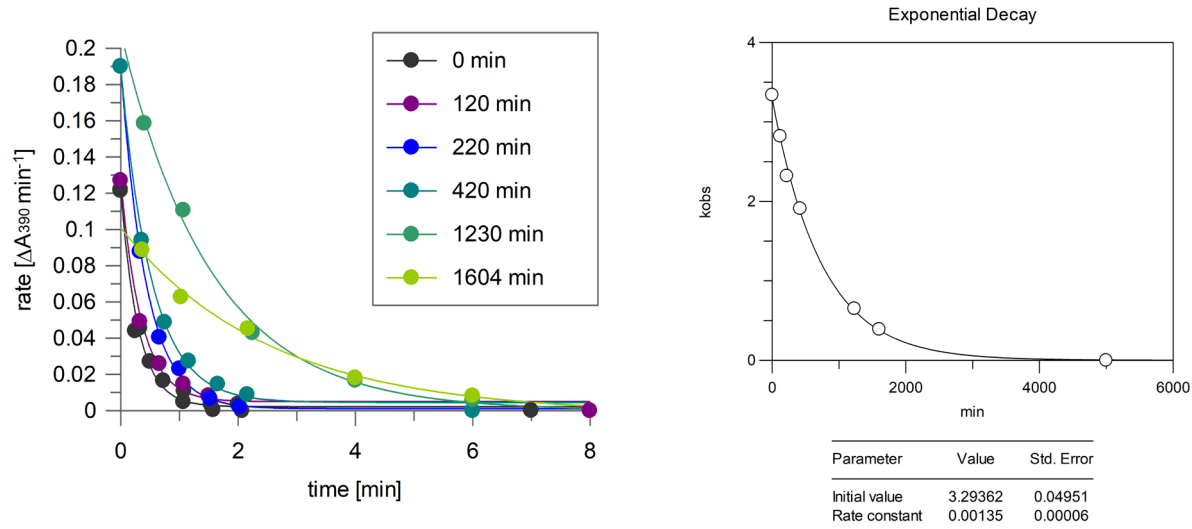 rate [ΔA390 min-1]
0.2
0.18
0.16
0.14
0.12
0.1
0.08
0.06
0.04
0.02
0
0 2 4 6 8
time [min]
0 min
120 min
220 min
420 min
1230 min
1604 min
Exponential Decay
kobs
4
2
0
0 2000 4000 6000
min
Parameter Value Std. Error
Initial value 3.29362 0.04951
Rate constant 0.00135 0.00006